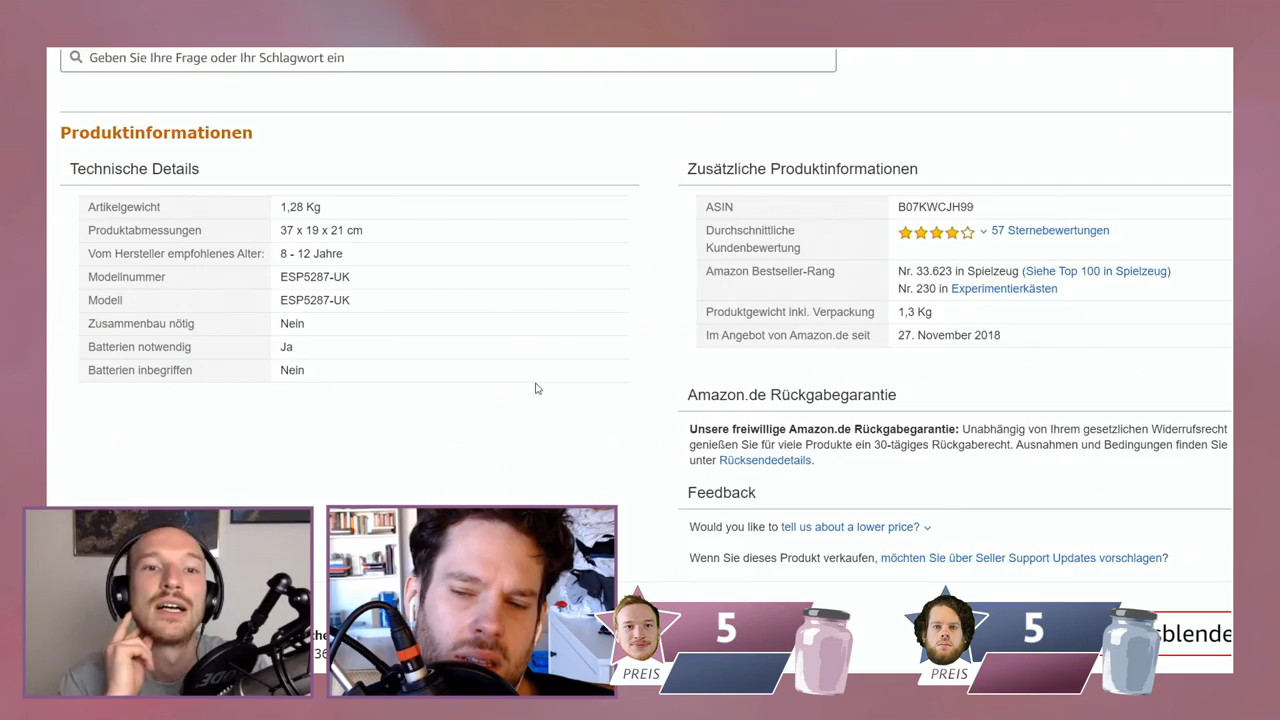 Geben Sie Ihre Frage oder Ihr Schlagwort ein
Produktinformationen
Technische Details
Artikelgewicht 1,28 Kg
Produktabmessungen 37 x 19 x 21 cm
Vom Hersteller empfohlenes Alter: 8 - 12 Jahre
Modellnummer ESP5287-UK
Modell ESP5287-UK
Zusammenbau nötig Nein
Batterien notwendig Ja
Batterien inbegriffen Nein
Zusätzliche Produktinformationen
ASIN B07KWCJH99
Durchschnittliche
Kundenbewertung
57 Sternebewertungen
Amazon Bestseller-Rang Nr. 33.623 in Spielzeug (Siehe Top 100 in Spielzeug)
Nr. 230 in Experimentierkästen
Produktgewicht inkl. Verpackung 1,3 Kg
Im Angebot von Amazon.de seit 27. November 2018
Amazon.de Rückgabegarantie
Unsere freiwillige Amazon.de Rückgabegarantie: Unabhängig von Ihrem gesetzlichen Widerrufsrecht
genießen Sie für viele Produkte ein 30-tägiges Rückgaberecht. Ausnahmen und Bedingungen finden Sie
unter Rücksendedetails.
Feedback
Would you like to tell us about a lower price?
Wenn Sie dieses Produkt verkaufen, möchten Sie über Seller Support Updates vorschlagen?
5
PREIS
5
PREIS
sblende